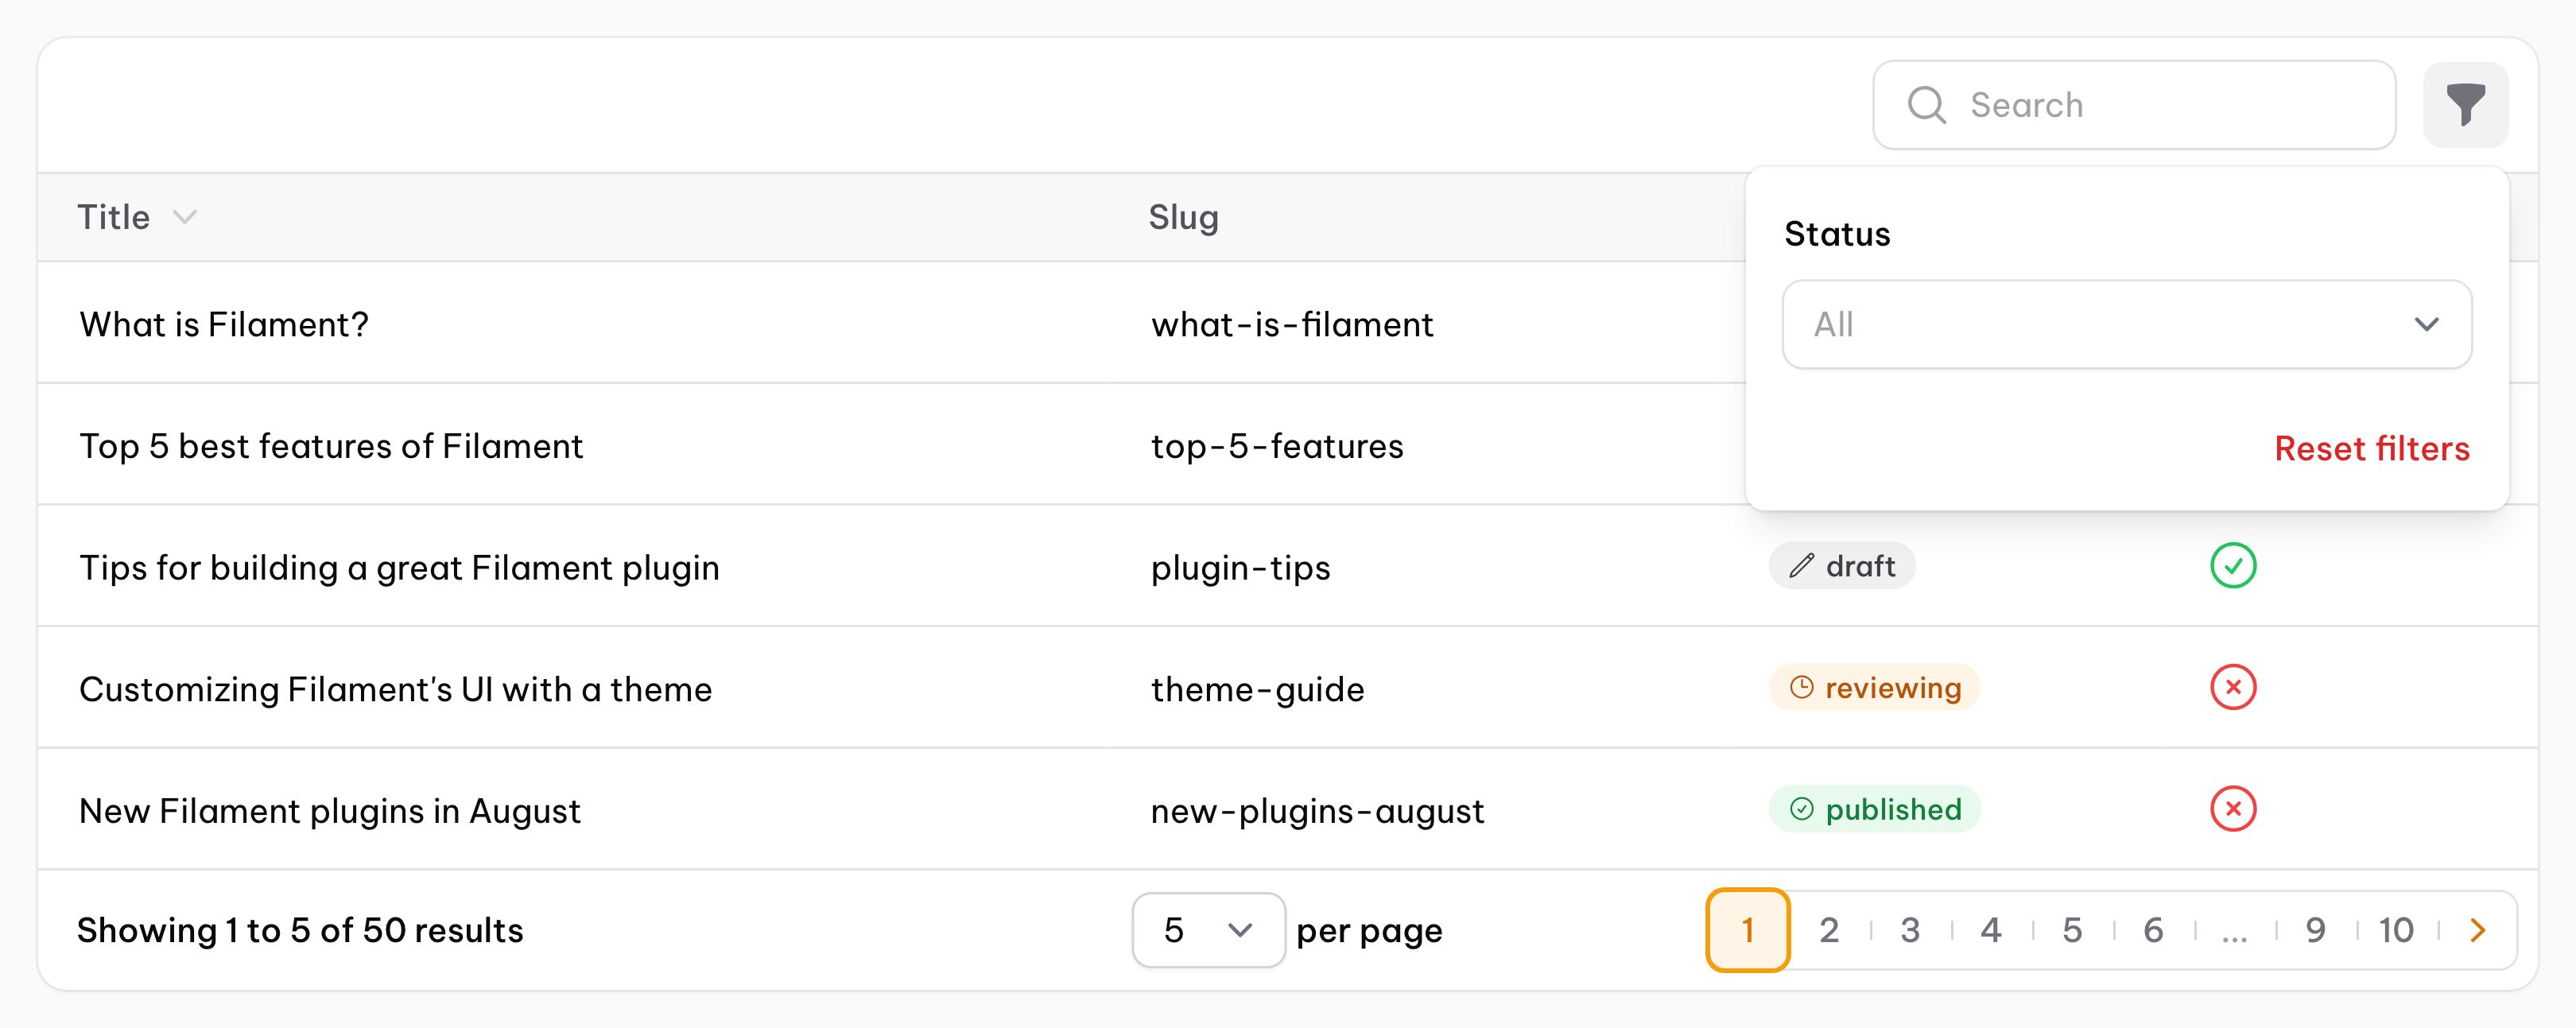 Search
Title
Slug
Status
What is Filament?
what-is-filament
All
Top 5 best features of Filament
top-5-features
Reset filters
Tips for building a great Filament plugin
plugin-tips
draft
Customizing Filament's UI with a theme
theme-guide
reviewing
New Filament plugins in August
new-plugins-august
published
Showing 1 to 5 of 50 results
5
per page
1 2 3 4 5 6 ... 9 10